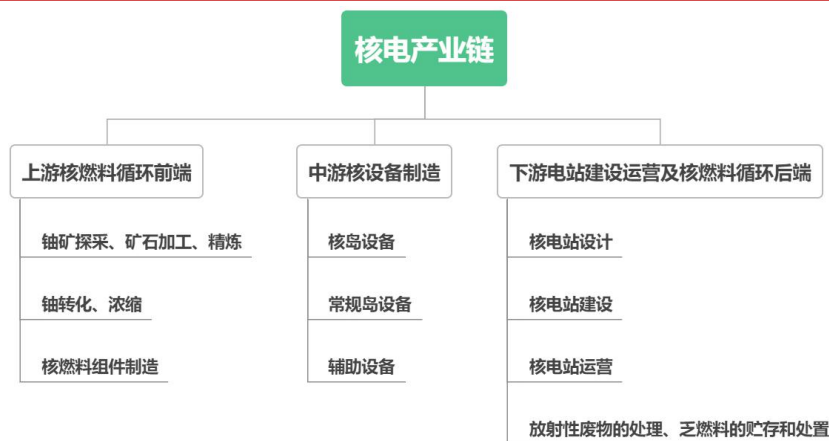 核电产业链
上游核燃料循环前端
中游核设备制造
下游电站建设运营及核燃料循环后端
铀矿探采、矿石加工、精炼
核岛设备
核电站设计
铀转化、浓缩
常规岛设备
核电站建设
核燃料组件制造
辅助设备
核电站运营
放射性废物的处理、乏燃料的贮存和处置